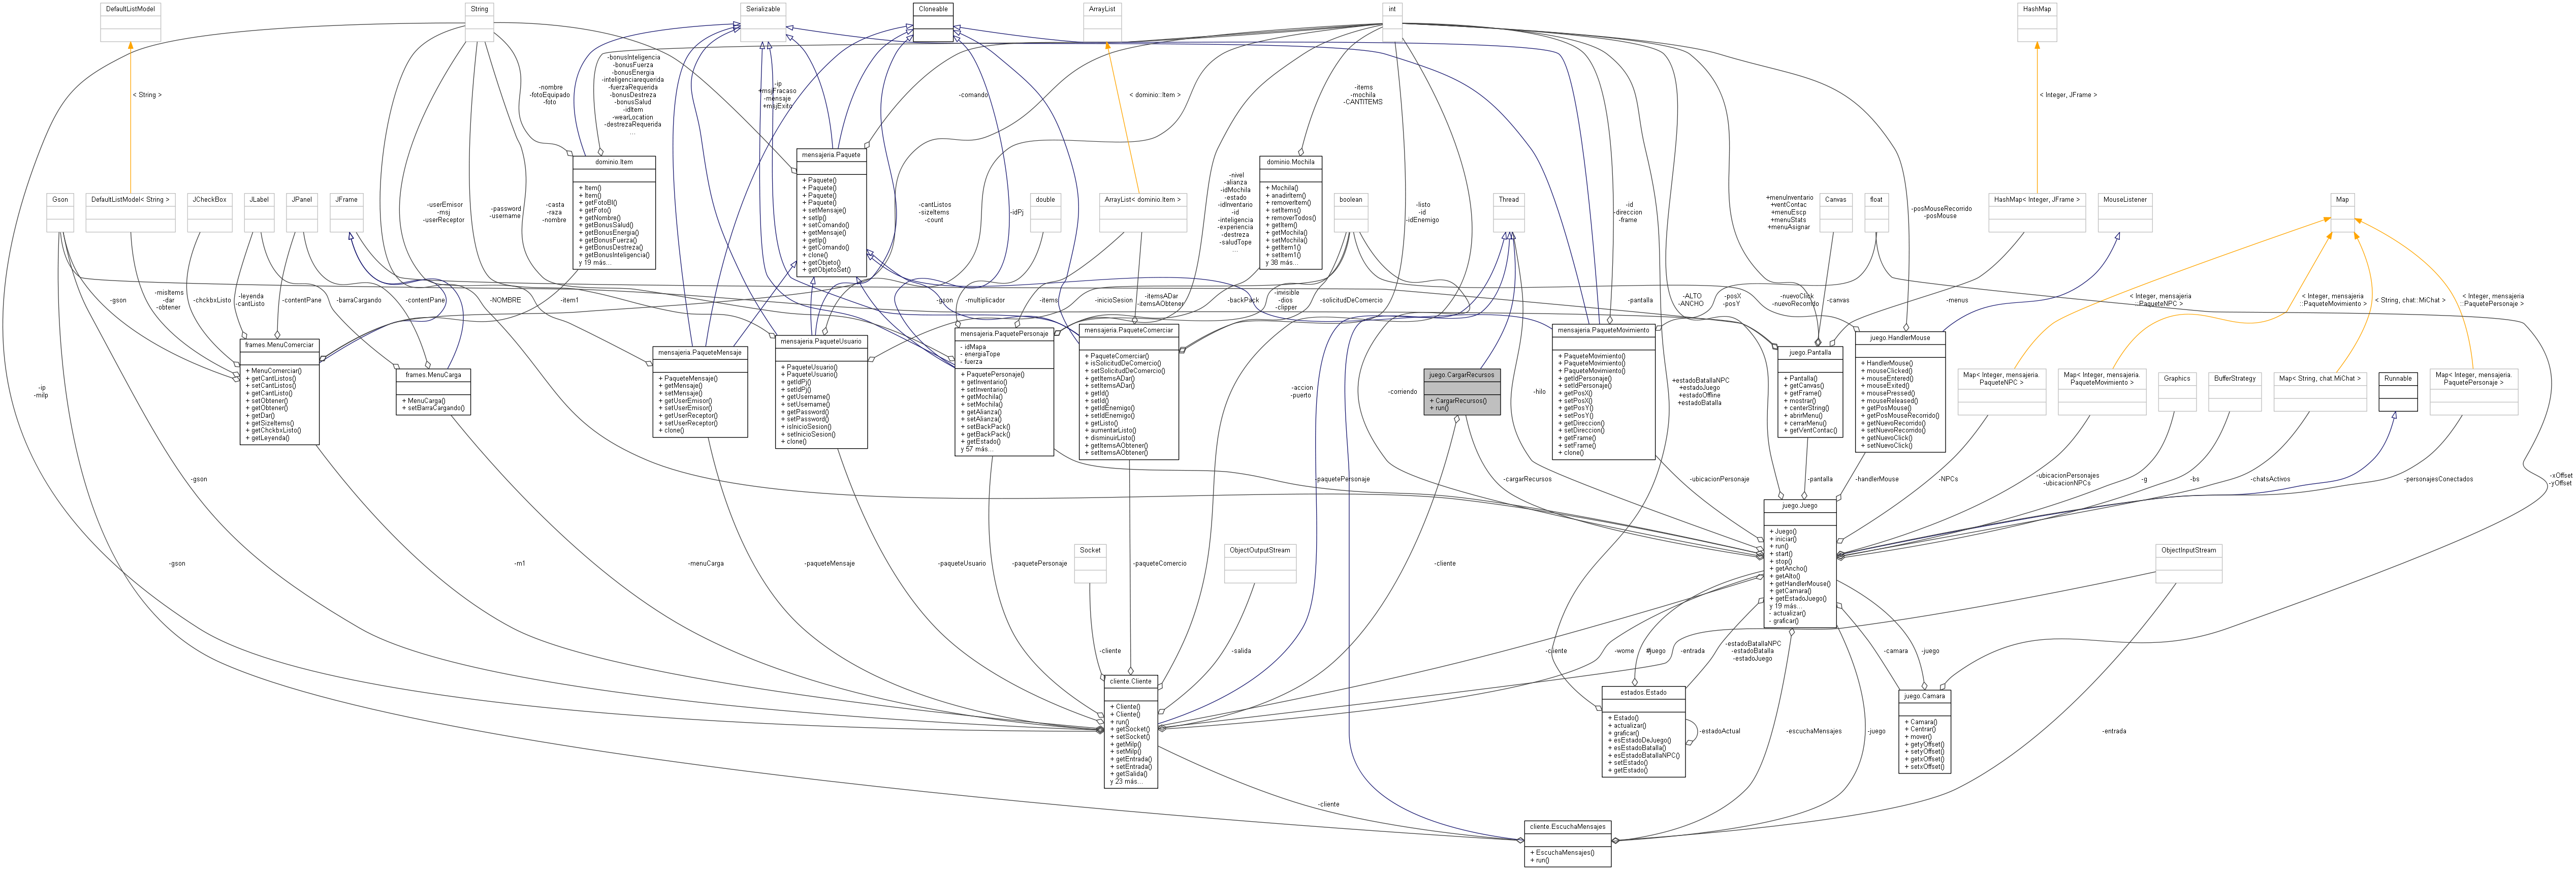 DefaultListModel
String
Serializable
Cloneable
ArrayList
int
HashMap
< String >
-nombre
-fotoEquipado
-foto
-bonusInteligencia
-bonusFuerza
-bonusEnergia
-inteligenciarequerida
-fuerzaRequerida
-bonusDestreza
-bonusSalud
-idItem
-wearLocation
-destrezaRequerida
...
-ip
+msjFracaso
-mensaje
+msjExito
-comando
< dominio::Item >
-items
-mochila
-CANTITEMS
< Integer, JFrame >
Gson
DefaultListModel< String >
JCheckBox
JLabel
JPanel
JFrame
-userEmisor
-msj
-userReceptor
-password
-username
-casta
-raza
-nombre
dominio.Item
+ Item()
+ Item()
+ getFotoBI()
+ getFoto()
+ getNombre()
+ getBonusSalud()
+ getBonusEnergia()
+ getBonusFuerza()
+ getBonusDestreza()
+ getBonusInteligencia()
y 19 más...
mensajeria.Paquete
+ Paquete()
+ Paquete()
+ Paquete()
+ Paquete()
+ setMensaje()
+ setIp()
+ setComando()
+ getMensaje()
+ getIp()
+ getComando()
+ clone()
+ getObjeto()
+ getObjetoSet()
-cantListos
-sizeItems
-count
-idPj
double
ArrayList< dominio.Item >
-nivel
-alianza
-idMochila
-estado
-idInventario
-id
-inteligencia
-experiencia
-destreza
-saludTope
...
dominio.Mochila
+ Mochila()
+ anadirItem()
+ removerItem()
+ setItems()
+ removerTodos()
+ getItem()
+ getMochila()
+ setMochila()
+ getItem1()
+ setItem1()
y 38 más...
boolean
-listo
-id
-idEnemigo
Thread
-id
-direccion
-frame
+menuInventario
+ventContac
+menuEscp
+menuStats
+menuAsignar
Canvas
float
-posMouseRecorrido
-posMouse
HashMap< Integer, JFrame >
MouseListener
Map
-gson
-misItems
-dar
-obtener
-chckbxListo
-leyenda
-cantListo
-contentPane
-barraCargando
-contentPane
-NOMBRE
-item1
-gson
-multiplicador
-items
-inicioSesion
-itemsADar
-itemsAObtener
-backPack
-invisible
-dios
-clipper
-solicitudDeComercio
-pantalla
-ALTO
-ANCHO
-posX
-posY
-nuevoClick
-nuevoRecorrido
-canvas
-menus
< Integer, mensajeria
::PaqueteNPC >
< Integer, mensajeria
::PaqueteMovimiento >
< String, chat::MiChat >
< Integer, mensajeria
::PaquetePersonaje >
frames.MenuComerciar
+ MenuComerciar()
+ getCantListos()
+ setCantListos()
+ getCantListo()
+ setObtener()
+ getObtener()
+ getDar()
+ getSizeItems()
+ getChckbxListo()
+ getLeyenda()
frames.MenuCarga
+ MenuCarga()
+ setBarraCargando()
mensajeria.PaqueteMensaje
+ PaqueteMensaje()
+ getMensaje()
+ setMensaje()
+ getUserEmisor()
+ setUserEmisor()
+ getUserReceptor()
+ setUserReceptor()
+ clone()
mensajeria.PaqueteUsuario
+ PaqueteUsuario()
+ PaqueteUsuario()
+ getIdPj()
+ setIdPj()
+ getUsername()
+ setUsername()
+ getPassword()
+ setPassword()
+ isInicioSesion()
+ setInicioSesion()
+ clone()
mensajeria.PaquetePersonaje
- idMapa
- energiaTope
- fuerza
+ PaquetePersonaje()
+ getInventario()
+ setInventario()
+ getMochila()
+ setMochila()
+ getAlianza()
+ setAlianza()
+ setBackPack()
+ getBackPack()
+ getEstado()
y 57 más...
mensajeria.PaqueteComerciar
+ PaqueteComerciar()
+ isSolicitudDeComercio()
+ setSolicitudDeComercio()
+ getItemsADar()
+ setItemsADar()
+ getId()
+ setId()
+ getIdEnemigo()
+ setIdEnemigo()
+ getListo()
+ aumentarListo()
+ disminuirListo()
+ getItemsAObtener()
+ setItemsAObtener()
-accion
-puerto
-corriendo
juego.CargarRecursos
+ CargarRecursos()
+ run()
-hilo
mensajeria.PaqueteMovimiento
+ PaqueteMovimiento()
+ PaqueteMovimiento()
+ PaqueteMovimiento()
+ getIdPersonaje()
+ setIdPersonaje()
+ getPosX()
+ setPosX()
+ getPosY()
+ setPosY()
+ getDireccion()
+ setDireccion()
+ getFrame()
+ setFrame()
+ clone()
+estadoBatallaNPC
+estadoJuego
+estadoOffline
+estadoBatalla
juego.Pantalla
+ Pantalla()
+ getCanvas()
+ getFrame()
+ mostrar()
+ centerString()
+ abrirMenu()
+ cerrarMenu()
+ getVentContac()
juego.HandlerMouse
+ HandlerMouse()
+ mouseClicked()
+ mouseEntered()
+ mouseExited()
+ mousePressed()
+ mouseReleased()
+ getPosMouse()
+ getPosMouseRecorrido()
+ getNuevoRecorrido()
+ setNuevoRecorrido()
+ getNuevoClick()
+ setNuevoClick()
Map< Integer, mensajeria.
PaqueteNPC >
Map< Integer, mensajeria.
PaqueteMovimiento >
Graphics
BufferStrategy
Map< String, chat.MiChat >
Runnable
Map< Integer, mensajeria.
PaquetePersonaje >
-ip
-milp
-gson
-paquetePersonaje
-cargarRecursos
-ubicacionPersonaje
-pantalla
-handlerMouse
-NPCs
-ubicacionPersonajes
-ubicacionNPCs
-g
-bs
-chatsActivos
-personajesConectados
-xOffset
-yOffset
juego.Juego
+ Juego()
+ iniciar()
+ run()
+ start()
+ stop()
+ getAncho()
+ getAlto()
+ getHandlerMouse()
+ getCamara()
+ getEstadoJuego()
y 19 más...
- actualizar()
- graficar()
-gson
-m1
-menuCarga
-paqueteMensaje
-paqueteUsuario
-paquetePersonaje
Socket
-paqueteComercio
ObjectOutputStream
-cliente
ObjectInputStream
-cliente
-salida
-cliente
-wome
#juego
-entrada
-estadoBatallaNPC
-estadoBatalla
-estadoJuego
-camara
-juego
cliente.Cliente
+ Cliente()
+ Cliente()
+ run()
+ getSocket()
+ setSocket()
+ getMilp()
+ setMilp()
+ getEntrada()
+ setEntrada()
+ getSalida()
y 23 más...
estados.Estado
+ Estado()
+ actualizar()
+ graficar()
+ esEstadoDeJuego()
+ esEstadoBatalla()
+ esEstadoBatallaNPC()
+ setEstado()
+ getEstado()
-estadoActual
-escuchaMensajes
-juego
juego.Camara
+ Camara()
+ Centrar()
+ mover()
+ getyOffset()
+ setyOffset()
+ getxOffset()
+ setxOffset()
-entrada
-cliente
cliente.EscuchaMensajes
+ EscuchaMensajes()
+ run()